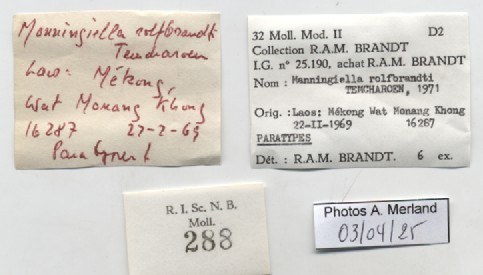 Manningiella rolfbrandti
Temcharoen
Laos: Mékong,
Wat Monang Khong
16287 27-2-69
Paratypes
32 Moll. Mod. II D2
Collection R.A.M. BRANDT
I.G. n° 25.190, achat R.A.M. BRANDT
Nom : Manningiella rolfbrandti
TEMCHAROEN, 1971
Orig. : Laos: Mékong Wat Monang Khong
22-II-1969 16287
PARATYPES
Dét. : R.A.M. BRANDT. 6 ex.
R. I. Sc. N. B.
Moll.
288
Photos A. Merland
03/04/25